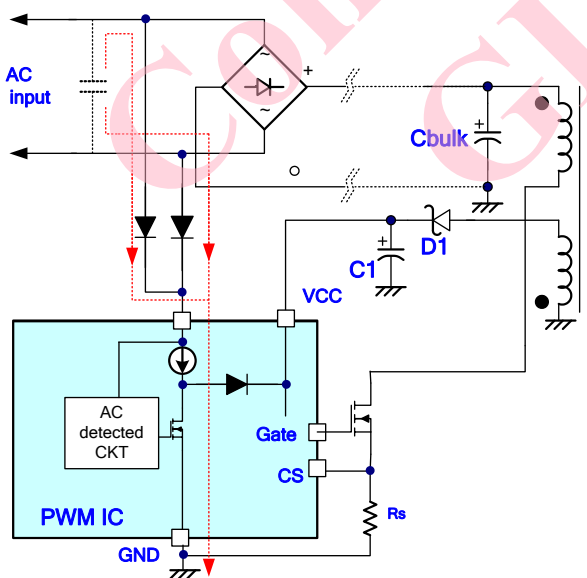 AC
input
~
+
~
+
Cbulk
+
C1
D1
VCC
AC
detected
CKT
Gate
CS
PWM IC
Rs
GND